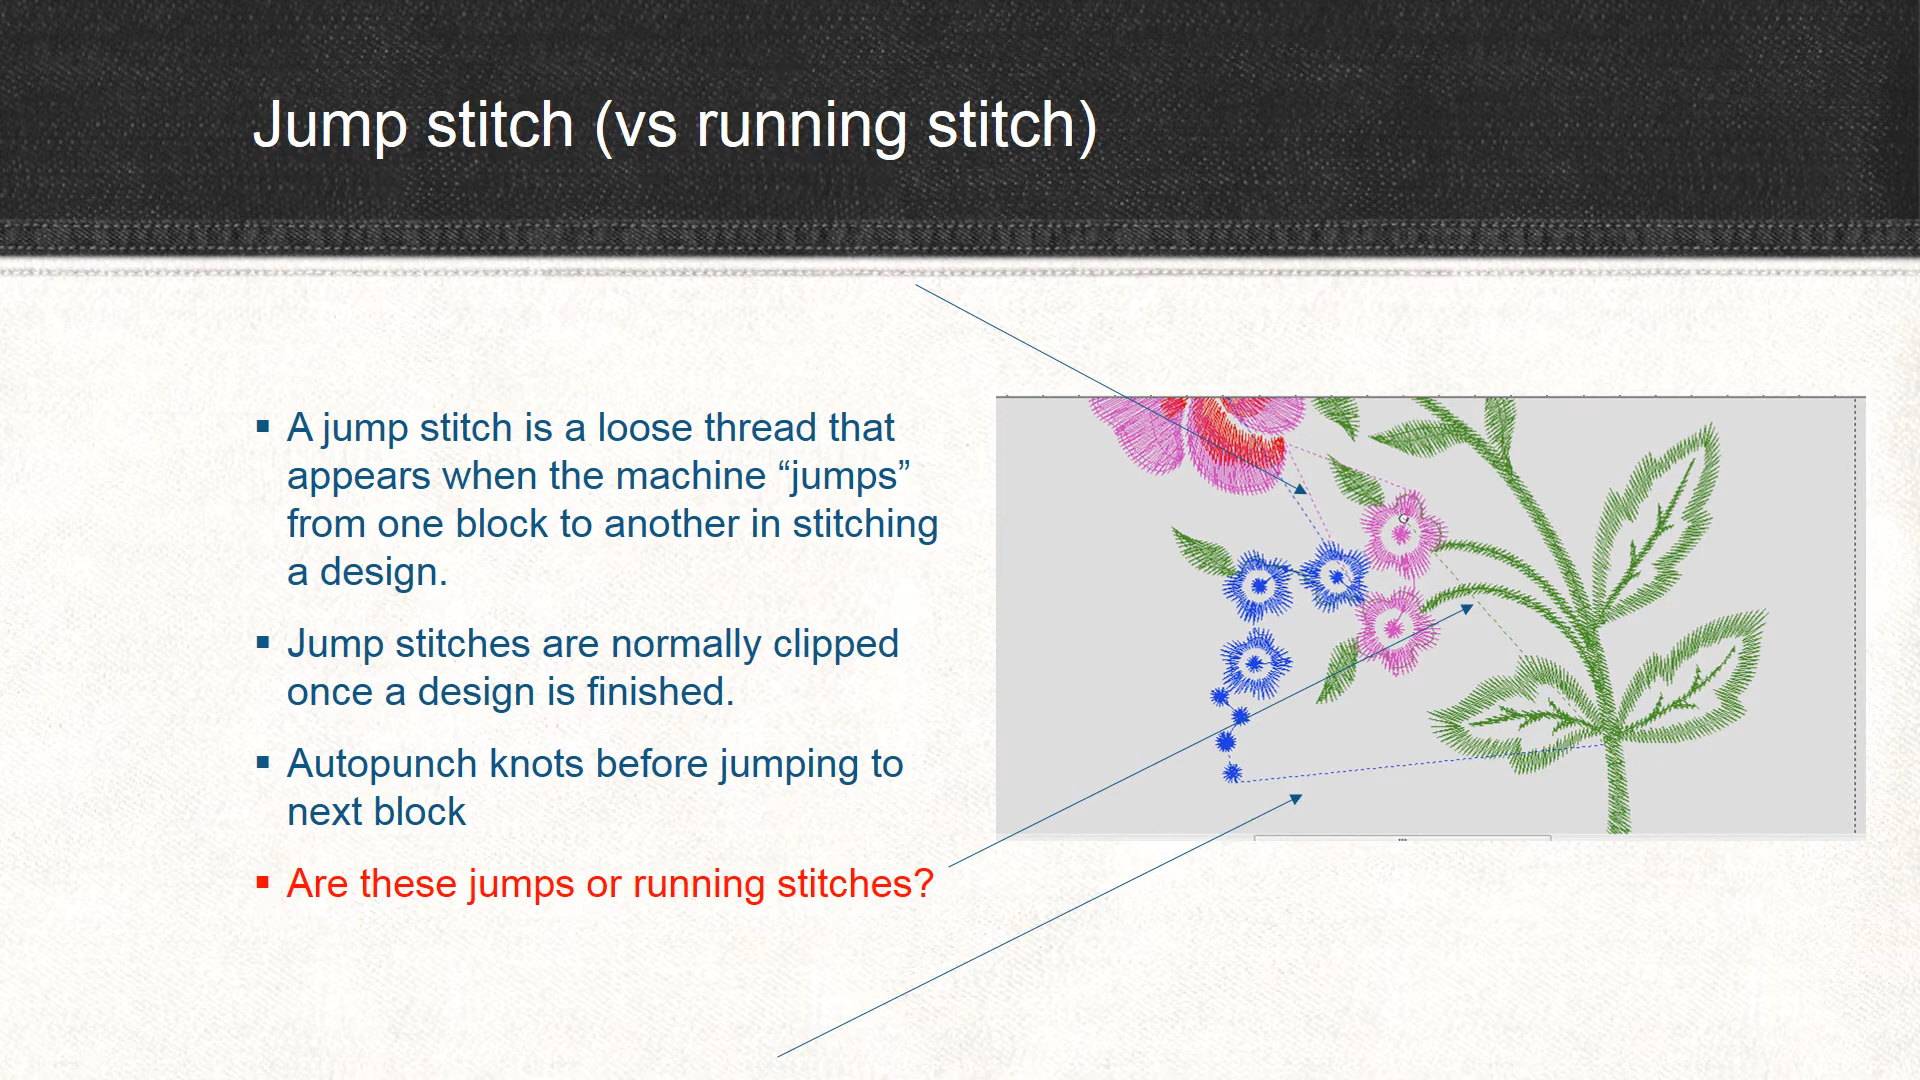 Jump stitch (vs running stitch)
▪ A jump stitch is a loose thread that
appears when the machine “jumps”
from one block to another in stitching
a design.
▪ Jump stitches are normally clipped
once a design is finished.
▪ Autopunch knots before jumping to
next block
▪ Are these jumps or running stitches?